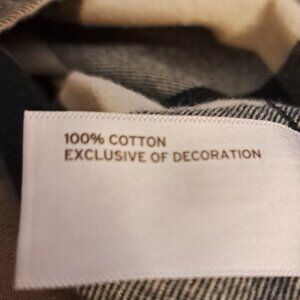 100% COTTON
EXCLUSIVE OF DECORATION